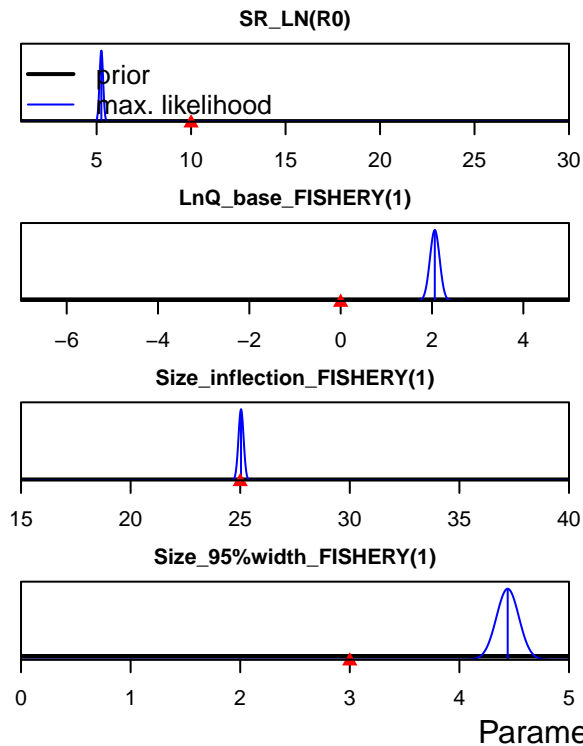 SR_LN(R0)
prior
max. likelihood
5 10 15 20 25 30
LnQ_base_FISHERY(1)
−6 −4 −2 0 2 4
Size_inflection_FISHERY(1)
15 20 25 30 35 40
Size_95%width_FISHERY(1)
0 1 2 3 4 5
Parame